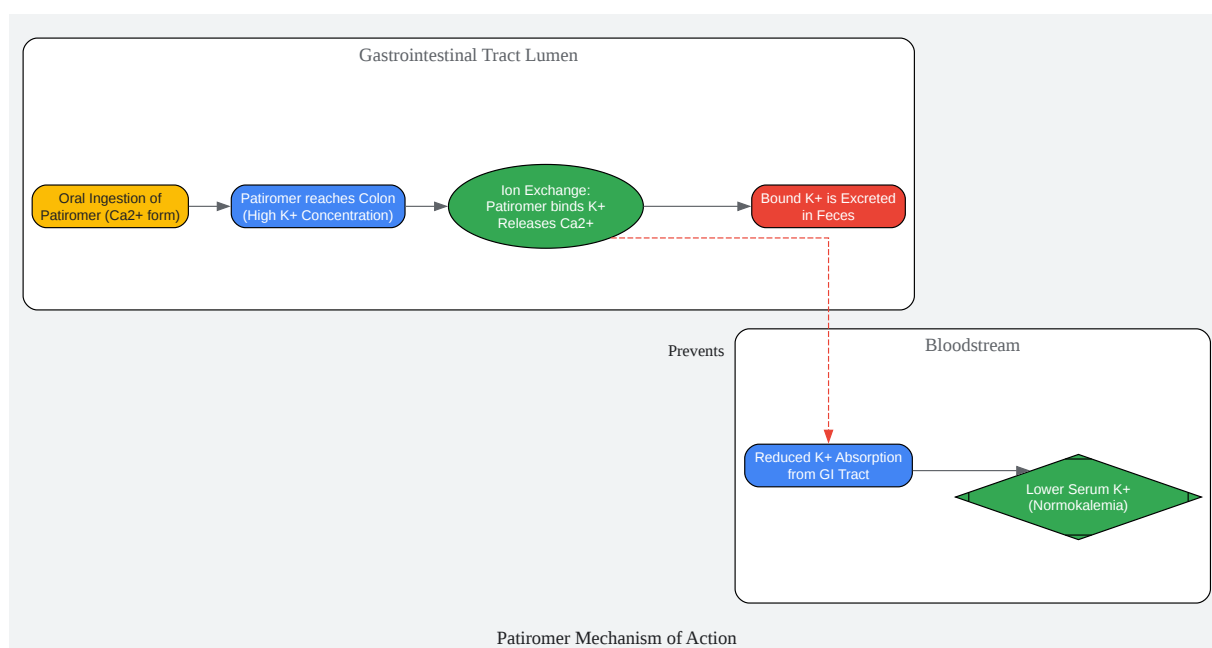 Gastrointestinal Tract Lumen
Oral Ingestion of
Patiromer (Ca2+ form)
Patiromer reaches Colon
(High K+ Concentration)
Ion Exchange:
Patiromer binds K+
Releases Ca2+
Bound K+ is Excreted
in Feces
Prevents
Bloodstream
Reduced K+ Absorption
from GI Tract
Lower Serum K+
(Normokalemia)
Patiromer Mechanism of Action